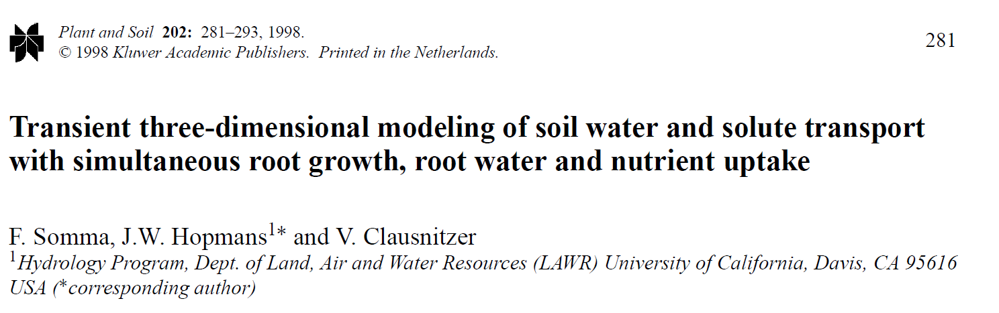 Plant and Soil 202: 281–293, 1998.
281
© 1998 Kluwer Academic Publishers. Printed in the Netherlands.
Transient three-dimensional modeling of soil water and solute transport
with simultaneous root growth, root water and nutrient uptake
F. Somma, J.W. Hopmans1* and V. Clausnitzer
1Hydrology Program, Dept. of Land, Air and Water Resources (LAWR) University of California, Davis, CA 95616
USA (*corresponding author)